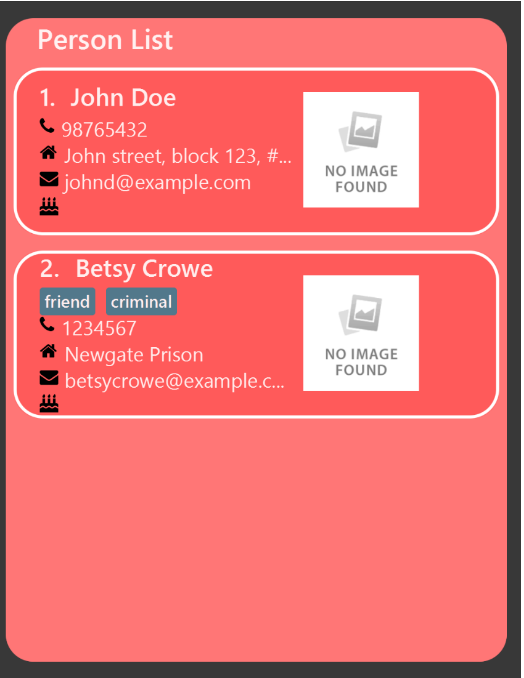 Person List
1. John Doe
98765432
John street, block 123, #...
johnd@example.com
NO IMAGE
FOUND
2. Betsy Crowe
friend criminal
1234567
Newgate Prison
betsycrowe@example.c...
NO IMAGE
FOUND